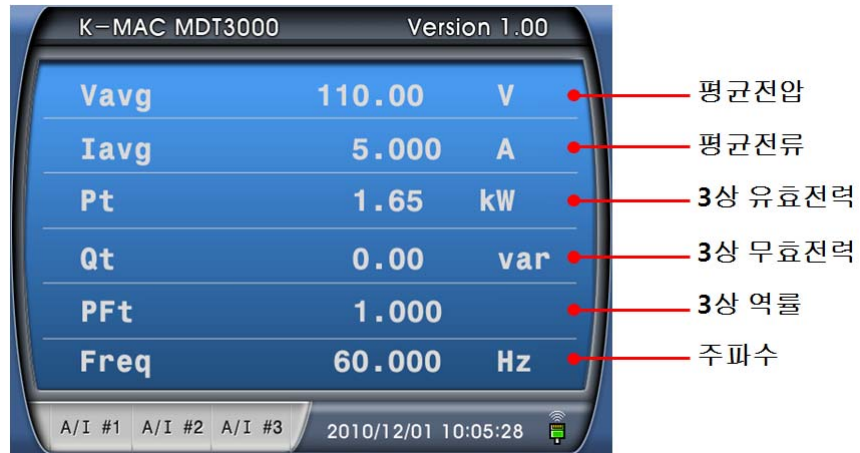 K-MAC MDT3000 Version 1.00
Vavg 110.00 V 평균전압
Iavg 5.000 A 평균전류
Pt 1.65 kW 3상 유효전력
Qt 0.00 var 3상 무효전력
PFt 1.000 3상 역률
Freq 60.000 Hz 주파수
A/I #1 A/I #2 A/I #3 2010/12/01 10:05:28